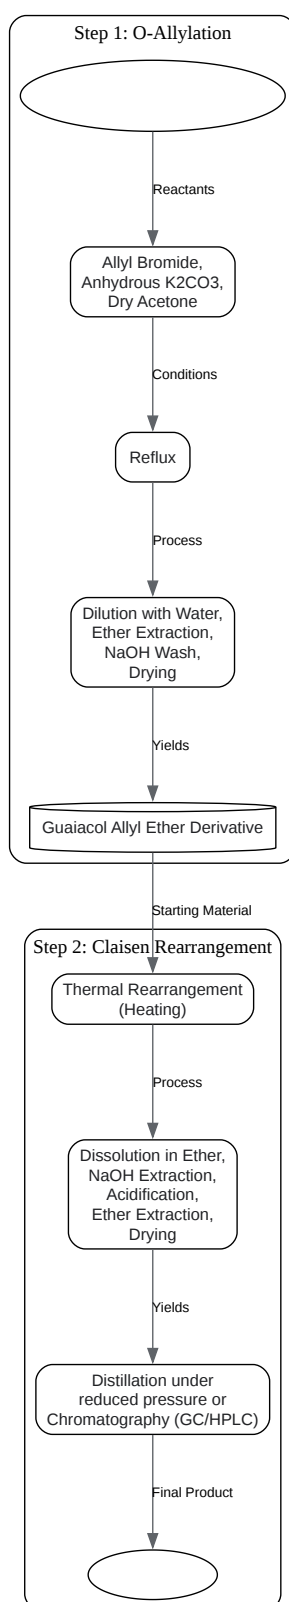 Step 1: O-Allylation
Reactants
Allyl Bromide,
Anhydrous K2CO3,
Dry Acetone
Conditions
Reflux
Process
Dilution with Water,
Ether Extraction,
NaOH Wash,
Drying
Yields
Guaiacol Allyl Ether Derivative
Starting Material
Step 2: Claisen Rearrangement
Thermal Rearrangement
(Heating)
Process
Dissolution in Ether,
NaOH Extraction,
Acidification,
Ether Extraction,
Drying
Yields
Distillation under
reduced pressure or
Chromatography (GC/HPLC)
Final Product